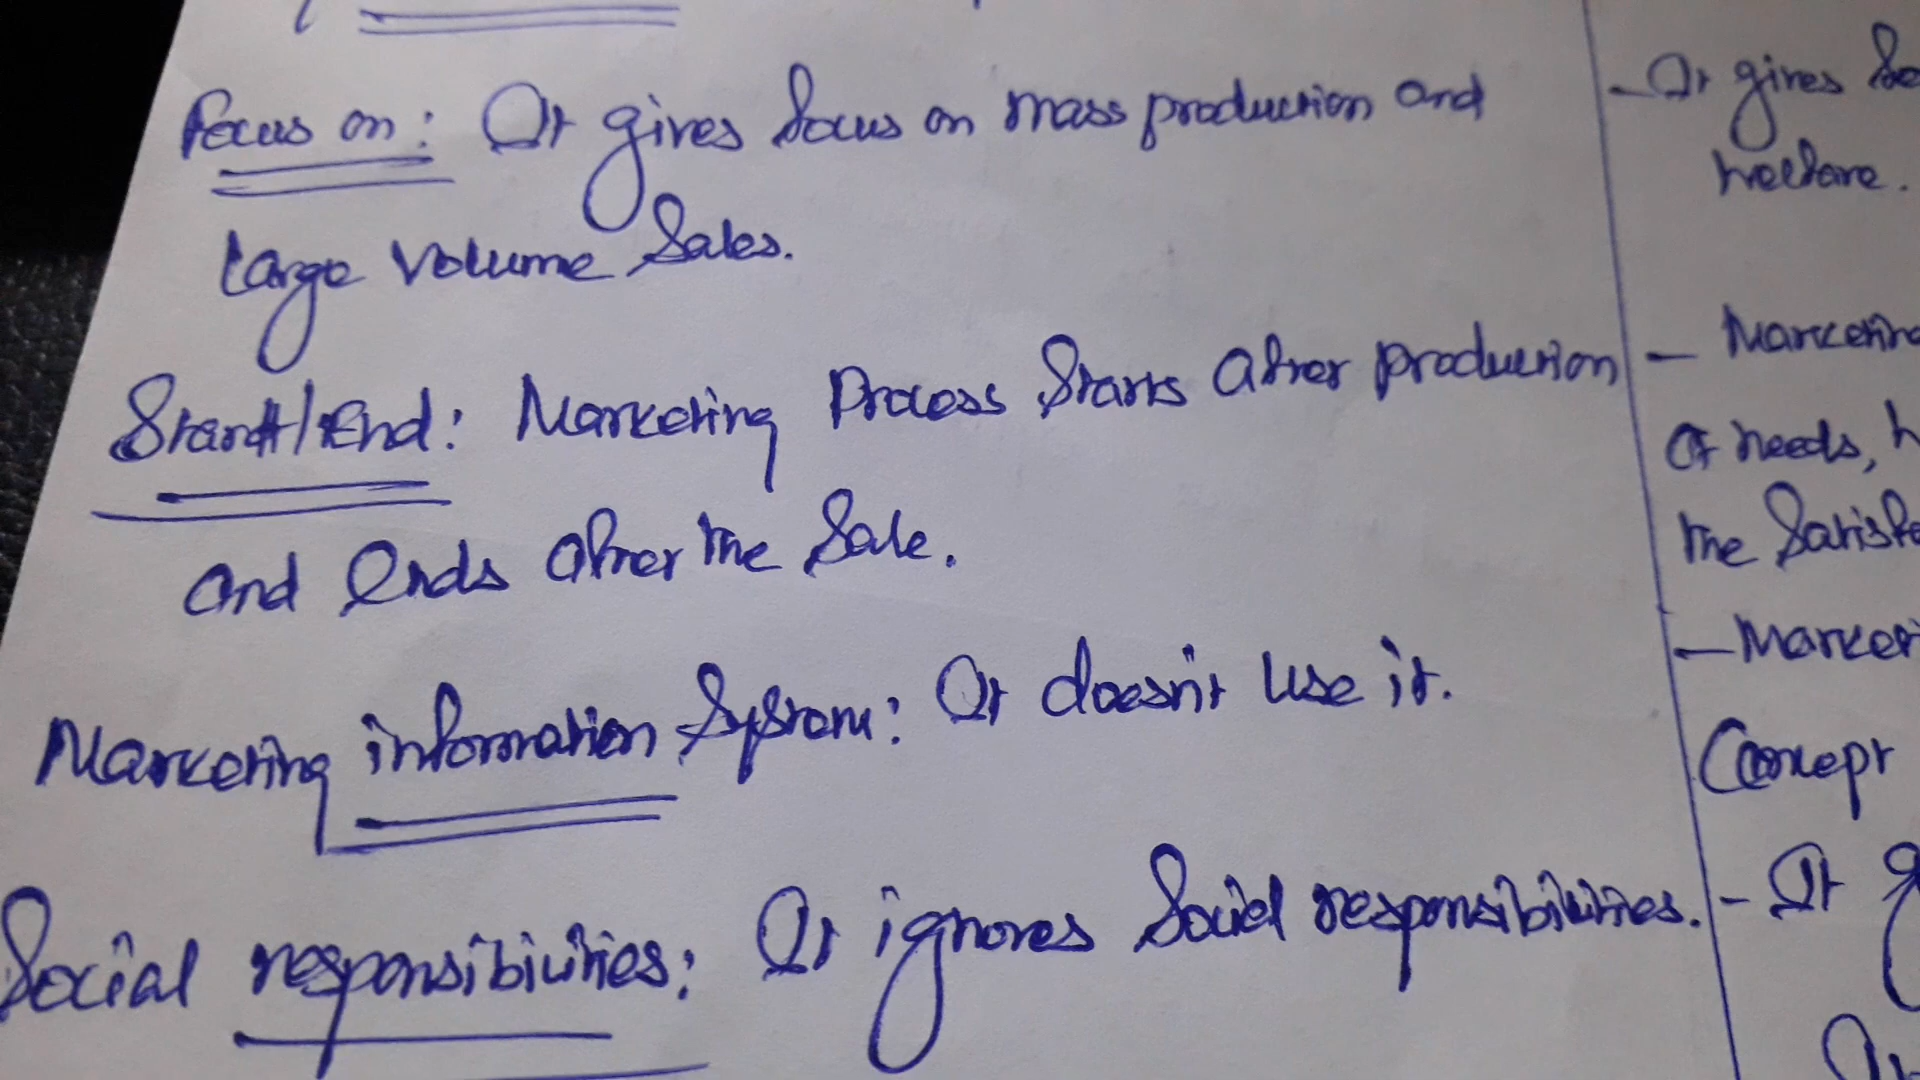 Focus on: It gives focus on mass production and
large volume sales.
Start/End: Marketing Process starts after production
and Ends after the sale.
Marketing information System: It doesn't use it.
Social responsibilities: It ignores social responsibilities.
- It gives
welfare.
- Marketing
of needs,
the
-
Concept
- It